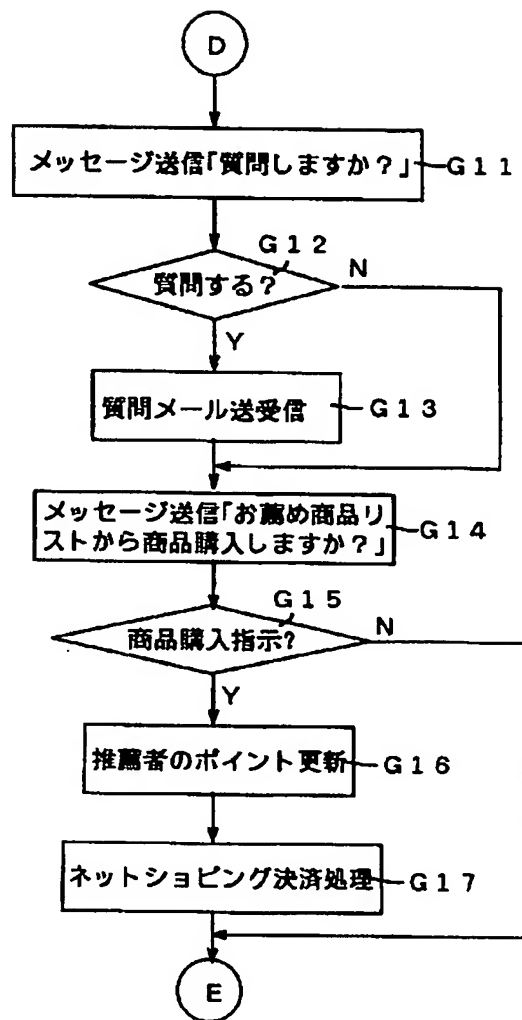 D
メッセージ送信「質問しますか？」 G11
G12
質問する？ N
Y
質問メール送受信 G13
メッセージ送信「お薦め商品リ
ストから商品購入しますか？」 G14
G15
商品購入指示? N
Y
推薦者のポイント更新 G16
ネットショッピング決済処理 G17
E